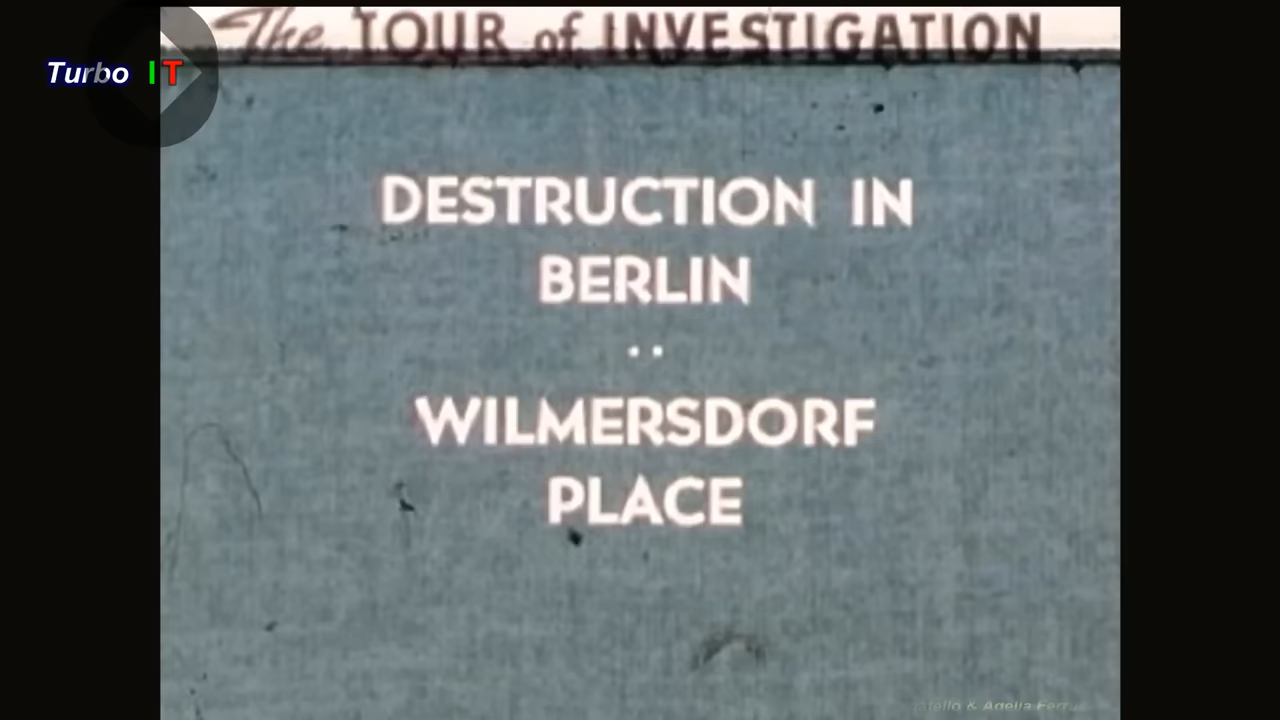 The TOUR of INVESTIGATION
Turbo IT
DESTRUCTION IN
BERLIN
..
WILMERSDORF
PLACE